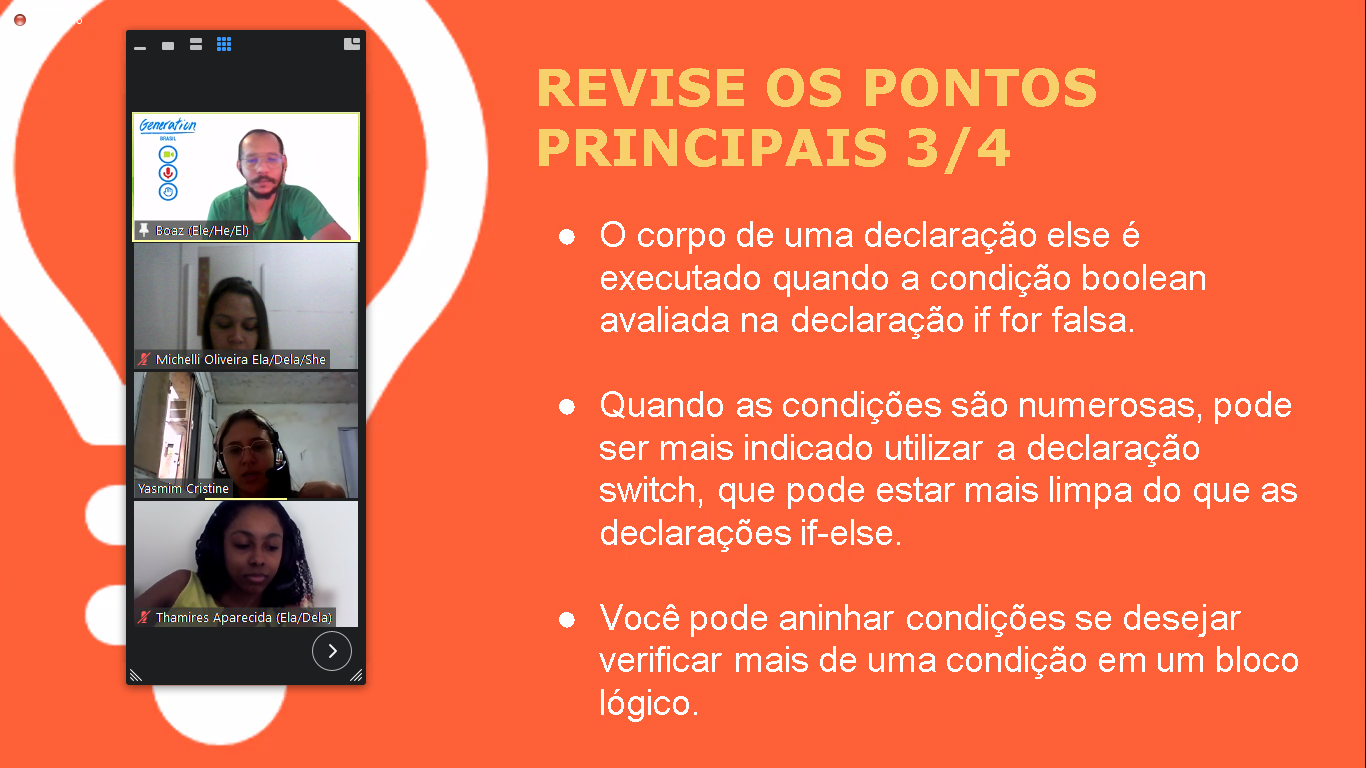 Generation
BRASIL
Boaz (Ele/He/El)
Michelli Oliveira Ela/Dela/She
Yasmim Cristine
Thamires Aparecida (Ela/Dela)
REVISE OS PONTOS
PRINCIPAIS 3/4
● O corpo de uma declaração else é
executado quando a condição boolean
avaliada na declaração if for falsa.
● Quando as condições são numerosas, pode
ser mais indicado utilizar a declaração
switch, que pode estar mais limpa do que as
declarações if-else.
● Você pode aninhar condições se desejar
verificar mais de uma condição em um bloco
lógico.